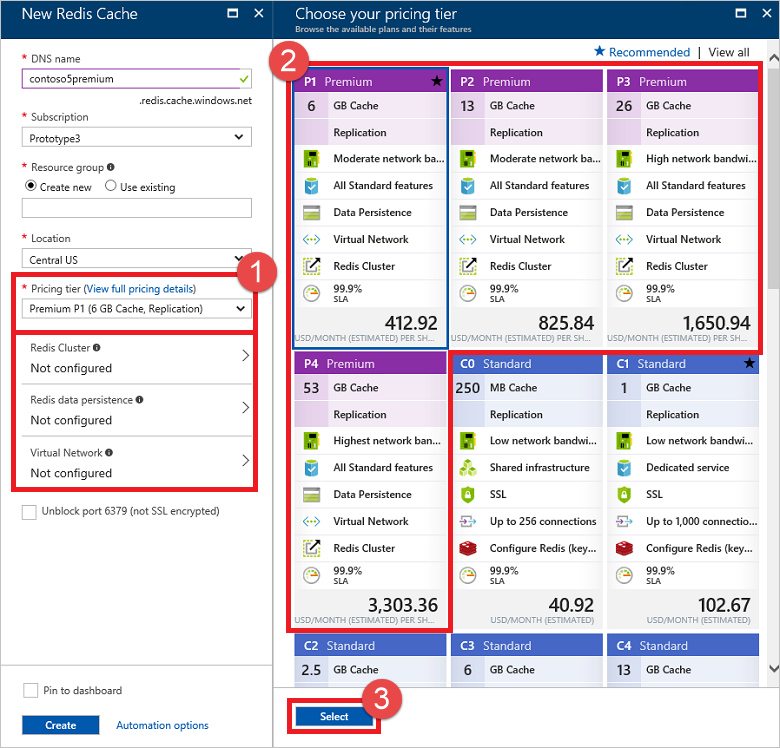 New Redis Cache
* DNS name
contoso5premium
.redis.cache.windows.net
* Subscription
Prototype3
* Resource group
Create new
Use existing
* Location
Central US
1
* Pricing tier (View full pricing details)
Premium P1 (6 GB Cache, Replication)
Redis Cluster
Not configured
Redis data persistence
Not configured
Virtual Network
Not configured
Unblock port 6379 (not SSL encrypted)
Pin to dashboard
Create
Automation options
Choose your pricing tier
Browse the available plans and their features
Recommended | View all
2
P1 Premium
6 GB Cache
Replication
Moderate network ba...
All Standard features
Data Persistence
Virtual Network
Redis Cluster
99.9%
SLA
412.92
USD/MONTH (ESTIMATED) PER SH...
P2 Premium
13 GB Cache
Replication
Moderate network ba...
All Standard features
Data Persistence
Virtual Network
Redis Cluster
99.9%
SLA
825.84
USD/MONTH (ESTIMATED) PER SH...
P3 Premium
26 GB Cache
Replication
High network bandwi...
All Standard features
Data Persistence
Virtual Network
Redis Cluster
99.9%
SLA
1,650.94
USD/MONTH (ESTIMATED) PER SH...
P4 Premium
53 GB Cache
Replication
Highest network ban...
All Standard features
Data Persistence
Virtual Network
Redis Cluster
99.9%
SLA
3,303.36
USD/MONTH (ESTIMATED) PER SH...
C0 Standard
250 MB Cache
Replication
Low network bandwi...
Shared infrastructure
SSL
Up to 256 connections
Configure Redis (key...
99.9%
SLA
40.92
USD/MONTH (ESTIMATED)
C1 Standard
1 GB Cache
Replication
Low network bandwi...
Dedicated service
SSL
Up to 1,000 connectio...
Configure Redis (key...
99.9%
SLA
102.67
USD/MONTH (ESTIMATED)
C2 Standard
2.5 GB Cache
C3 Standard
6 GB Cache
C4 Standard
13 GB Cache
3
Select